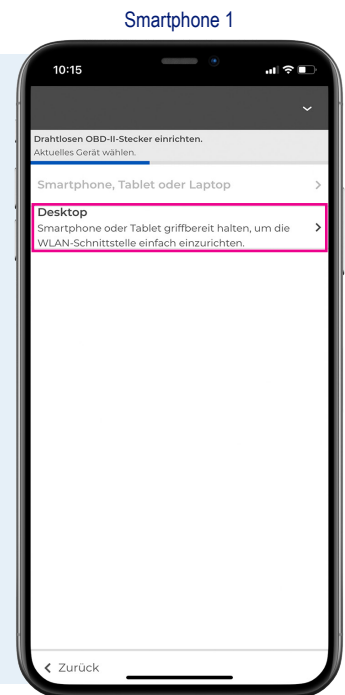 Smartphone 1
10:15
Drahtlosen OBD-II-Stecker einrichten.
Aktuelles Gerät wählen.
Smartphone, Tablet oder Laptop
Desktop
Smartphone oder Tablet griffbereit halten, um die
WLAN-Schnittstelle einfach einzurichten.
Zurück